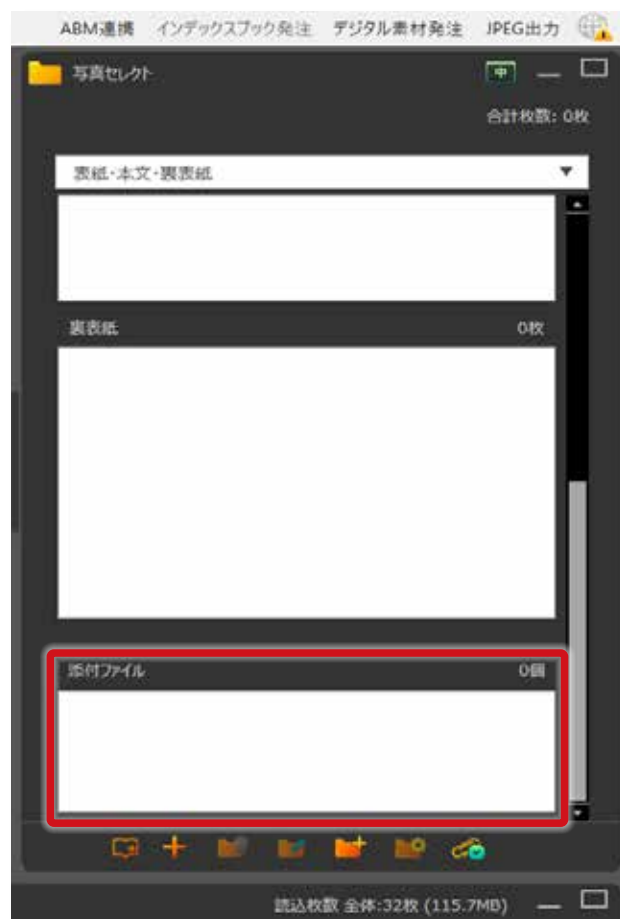 ABM連携 インデックスブック発注 デジタル素材発注 JPEG出力
写真セレクト 中
合計枚数: 0枚
表紙・本文・裏表紙
裏表紙 0枚
添付ファイル 0個
読込枚数 全体:32枚 (115.7MB)